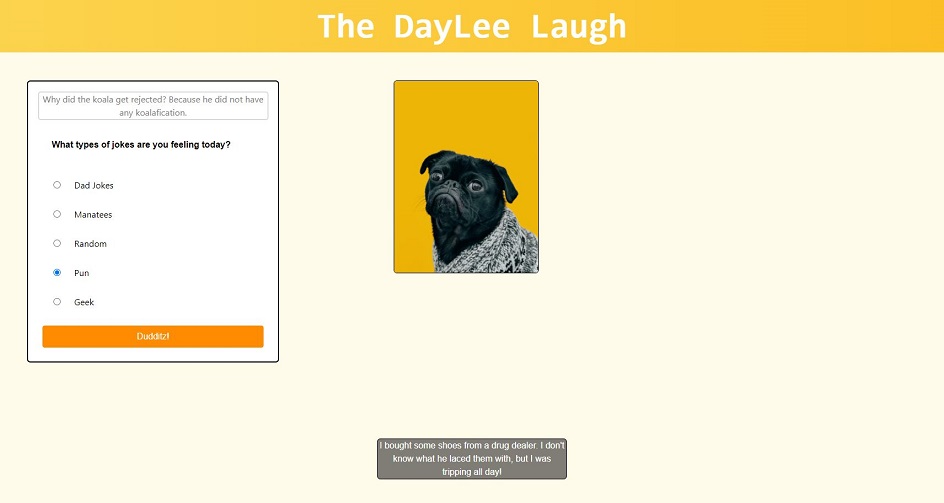 The DayLee Laugh
Why did the koala get rejected? Because he did not have
any koalafication.
What types of jokes are you feeling today?
Dad Jokes
Manatees
Random
Pun
Geek
Dudditz!
I bought some shoes from a drug dealer. I don't
know what he laced them with, but I was
tripping all day!